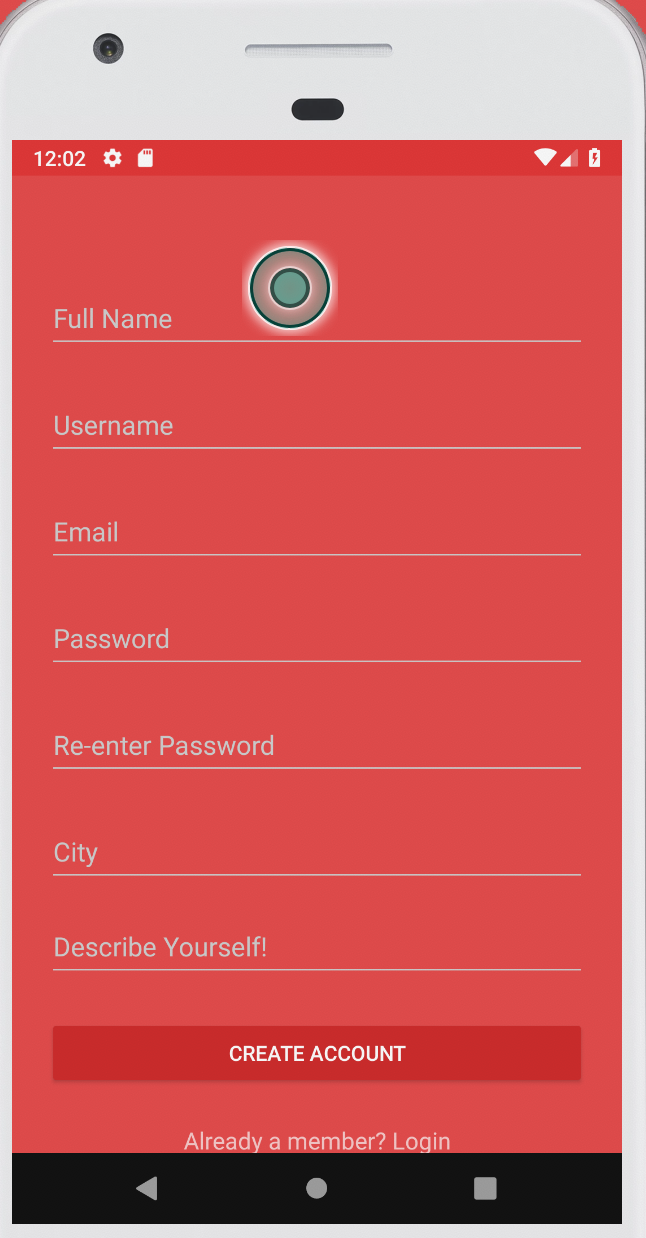 12:02
Full Name
Username
Email
Password
Re-enter Password
City
Describe Yourself!
CREATE ACCOUNT
Already a member? Login